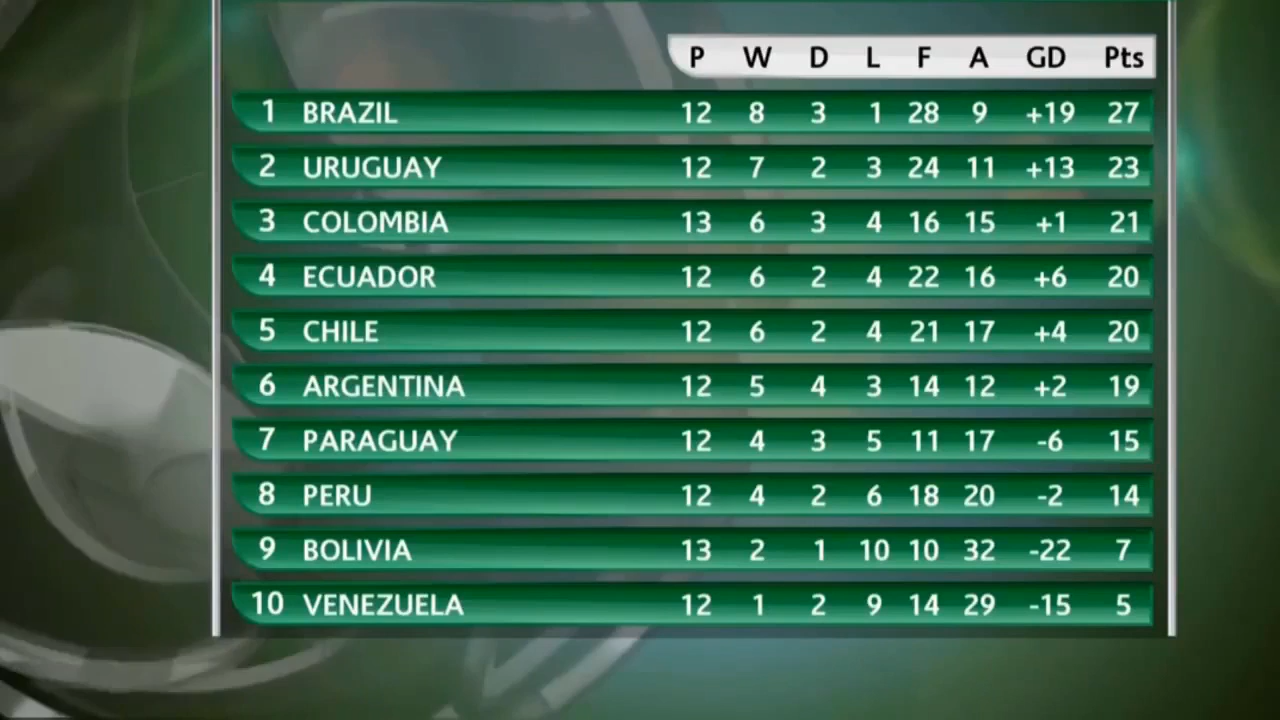 P W D L F A GD Pts
1 BRAZIL 12 8 3 1 28 9 +19 27
2 URUGUAY 12 7 2 3 24 11 +13 23
3 COLOMBIA 13 6 3 4 16 15 +1 21
4 ECUADOR 12 6 2 4 22 16 +6 20
5 CHILE 12 6 2 4 21 17 +4 20
6 ARGENTINA 12 5 4 3 14 12 +2 19
7 PARAGUAY 12 4 3 5 11 17 -6 15
8 PERU 12 4 2 6 18 20 -2 14
9 BOLIVIA 13 2 1 10 10 32 -22 7
10 VENEZUELA 12 1 2 9 14 29 -15 5